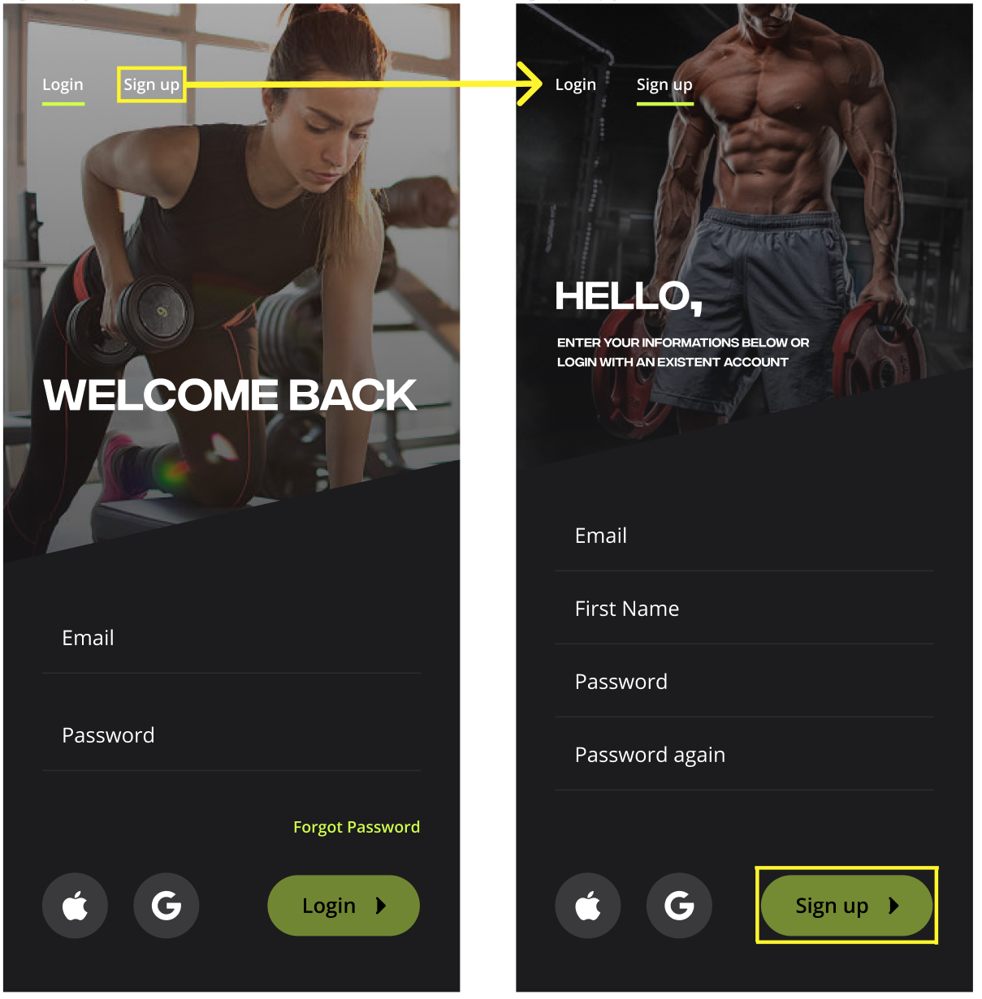 Login
Sign up
WELCOME BACK
Email
Password
Forgot Password
G
Login
Login
Sign up
HELLO,
ENTER YOUR INFORMATIONS BELOW OR
LOGIN WITH AN EXISTENT ACCOUNT
Email
First Name
Password
Password again
G
Sign up